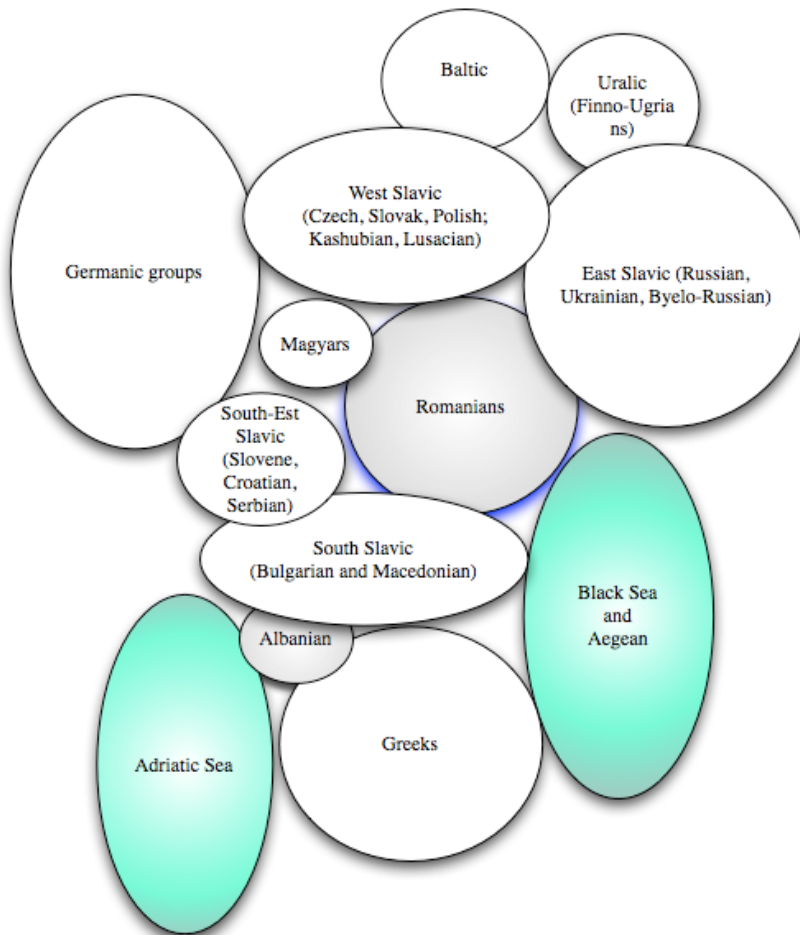 Baltic
Uralic
(Finno-Ugria
ns)
West Slavic
(Czech, Slovak, Polish;
Kashubian, Lusacian)
Germanic groups
East Slavic (Russian,
Ukrainian, Byelo-Russian)
Magyars
Romanians
South-Est
Slavic
(Slovene,
Croatian,
Serbian)
South Slavic
(Bulgarian and Macedonian)
Black Sea
and
Aegean
Albanian
Greeks
Adriatic Sea